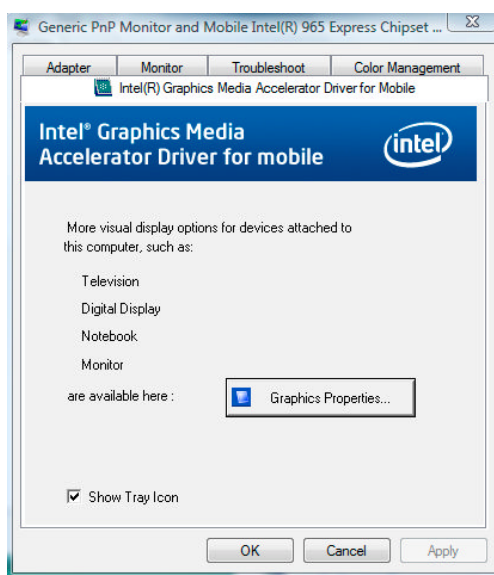 Generic PnP Monitor and Mobile Intel(R) 965 Express Chipset ...
Adapter
Monitor
Troubleshoot
Color Management
Intel(R) Graphics Media Accelerator Driver for Mobile
Intel® Graphics Media
Accelerator Driver for mobile
intel
More visual display options for devices attached to
this computer, such as:
Television
Digital Display
Notebook
Monitor
are available here :
Graphics Properties...
Show Tray Icon
OK
Cancel
Apply